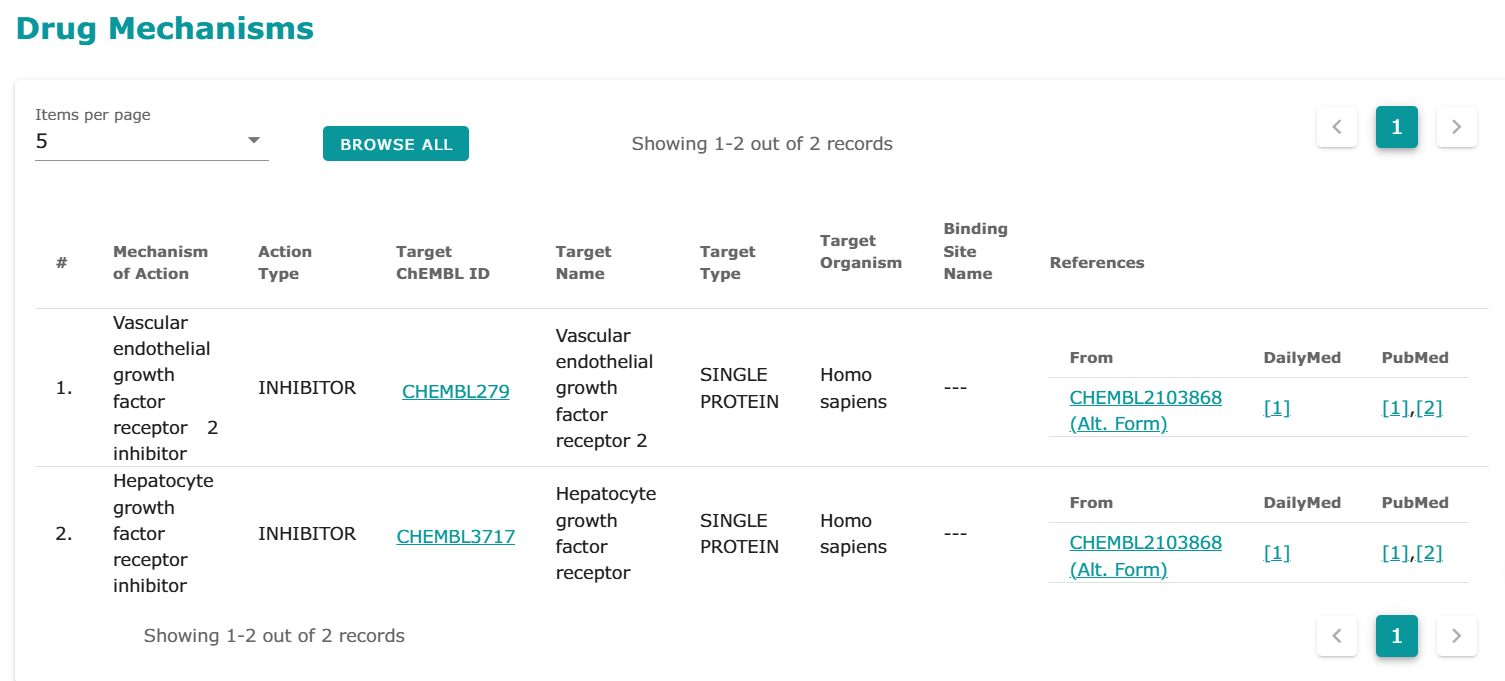 Drug Mechanisms
Items per page
5
BROWSE ALL
Showing 1-2 out of 2 records
1
#
Mechanism
of Action
Action
Type
Target
ChEMBL ID
Target
Name
Target
Type
Target
Organism
Binding
Site
Name
References
1.
Vascular
endothelial
growth
factor
receptor 2
inhibitor
INHIBITOR
CHEMBL279
Vascular
endothelial
growth
factor
receptor 2
SINGLE
PROTEIN
Homo
sapiens
---
From DailyMed PubMed
CHEMBL2103868
(Alt. Form)
[1]
[1],[2]
2.
Hepatocyte
growth
factor
receptor
inhibitor
INHIBITOR
CHEMBL3717
Hepatocyte
growth
factor
receptor
SINGLE
PROTEIN
Homo
sapiens
---
From DailyMed PubMed
CHEMBL2103868
(Alt. Form)
[1]
[1],[2]
Showing 1-2 out of 2 records
1